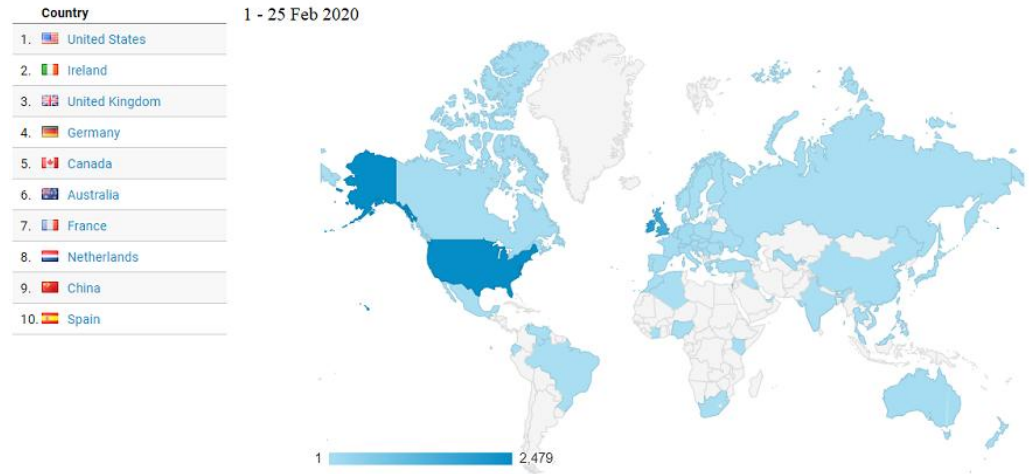 Country
1. United States
2. Ireland
3. United Kingdom
4. Germany
5. Canada
6. Australia
7. France
8. Netherlands
9. China
10. Spain
1 - 25 Feb 2020
1 2,479